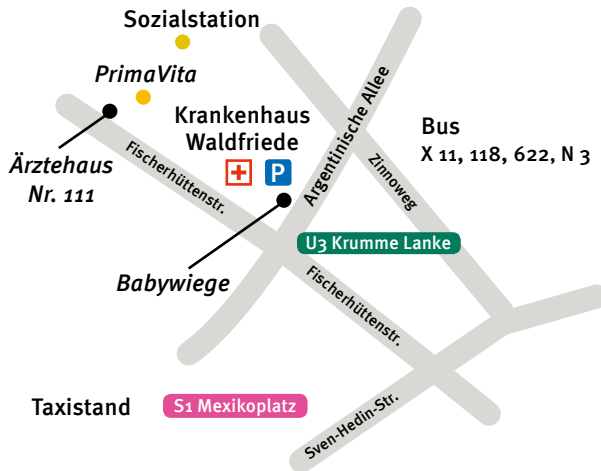 Sozialstation
PrimaVita
Krankenhaus
Waldfriede
P
Ärztehaus
Nr. 111
Fischerhüttenstr.
Argentinische Allee
Bus
X 11, 118, 622, N 3
Zinnoweg
U3 Krumme Lanke
Babywiege
Fischerhüttenstr.
Taxistand
S1 Mexikoplatz
Sven-Hedin-Str.